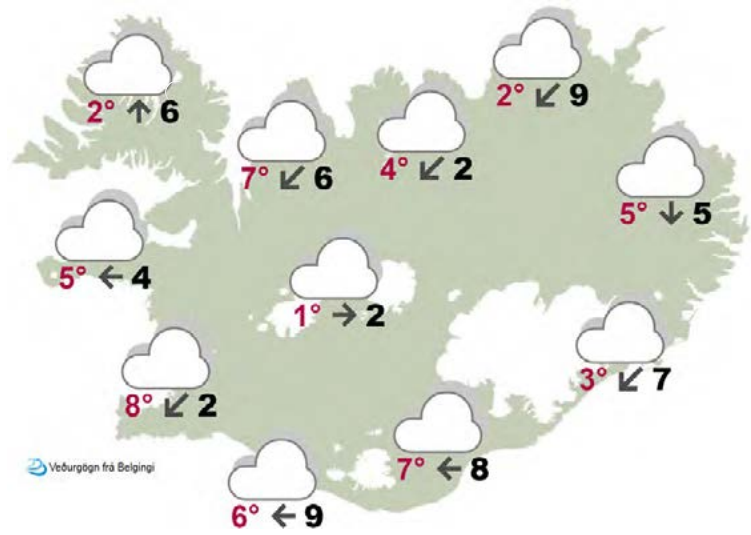 2° ↑ 6
2° ↙ 9
7° ↙ 6
4° ↙ 2
5° ↓ 5
5° ← 4
1° → 2
8° ↙ 2
3° ↙ 7
7° ← 8
Veðurgögn frá Belgingi
6° ← 9